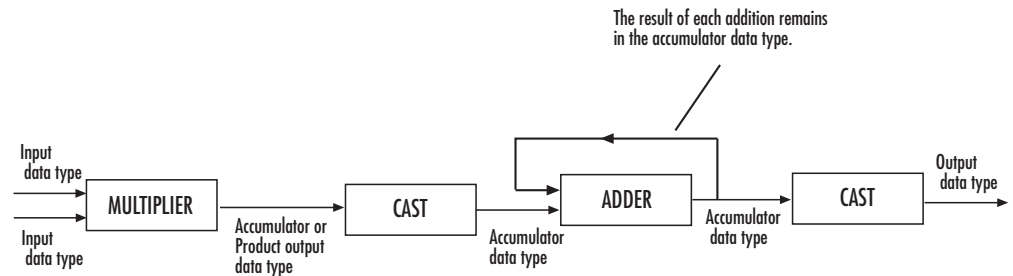 The result of each addition remains
in the accumulator data type.
Input
data type
MULTIPLIER
Input
data type
Accumulator or
Product output
data type
CAST
Accumulator
data type
ADDER
Accumulator
data type
CAST
Output
data type